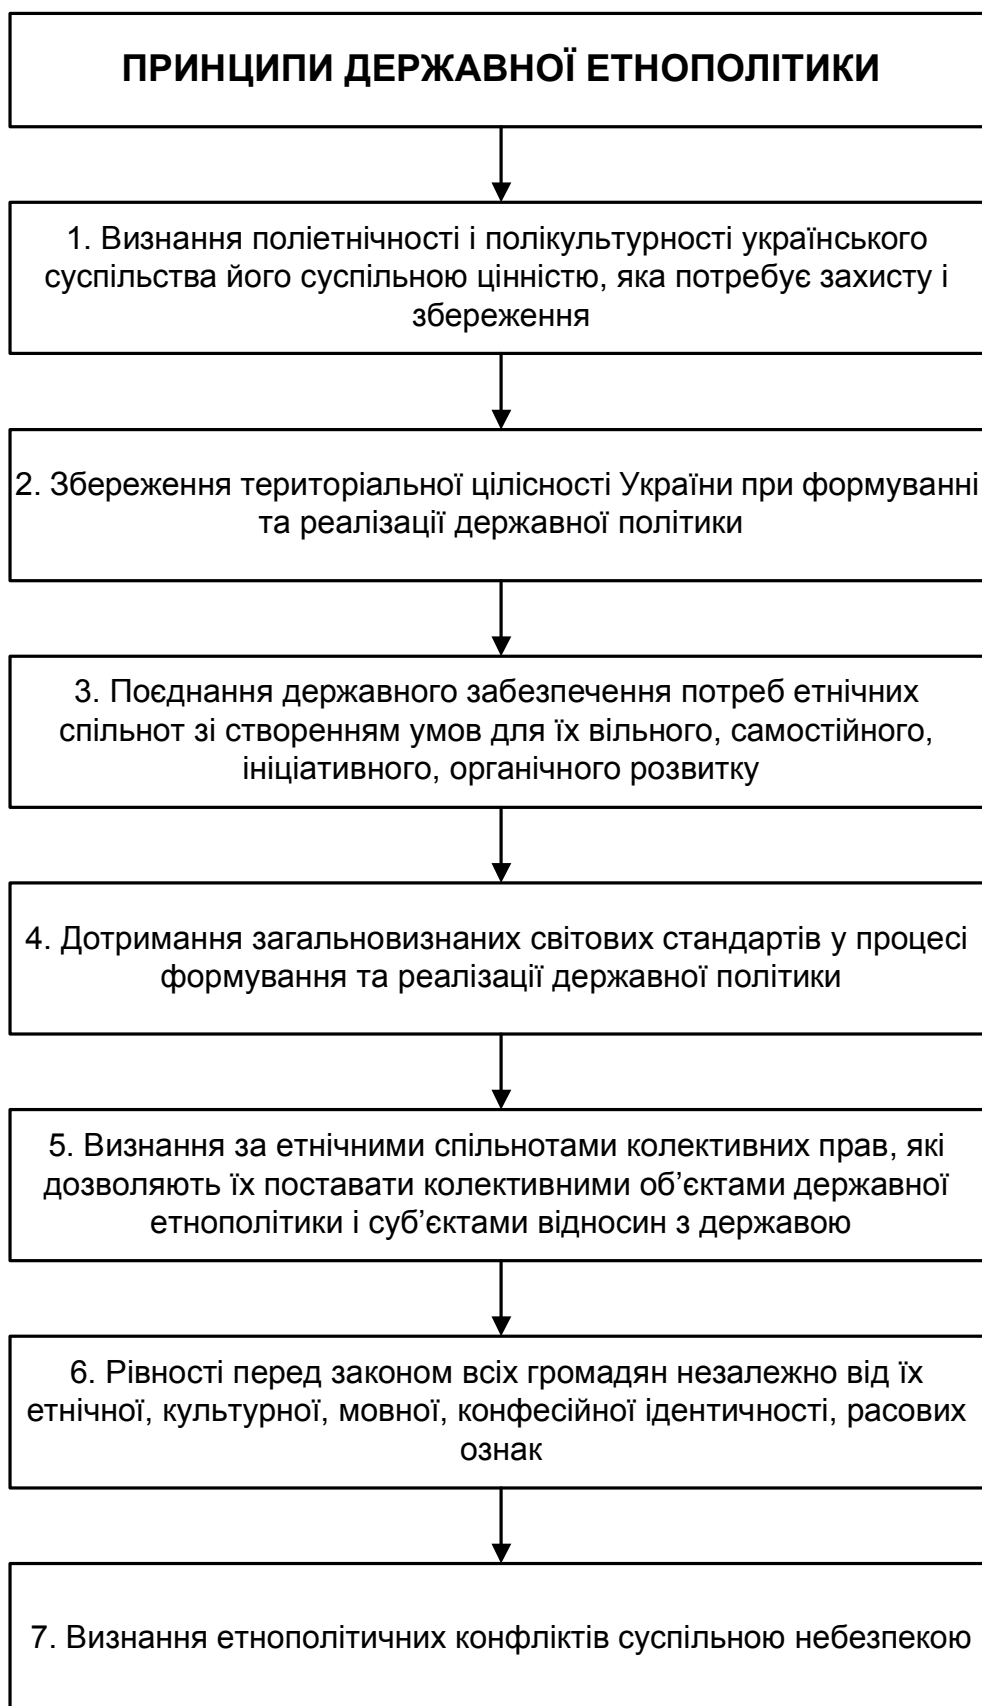 ПРИНЦИПИ ДЕРЖАВНОЇ ЕТНОПОЛІТИКИ
1. Визнання поліетнічності і полікультурності українського
суспільства його суспільною цінністю, яка потребує захисту і
збереження
2. Збереження територіальної цілісності України при формуванні
та реалізації державної політики
3. Поєднання державного забезпечення потреб етнічних
спільнот зі створенням умов для їх вільного, самостійного,
ініціативного, органічного розвитку
4. Дотримання загальновизнаних світових стандартів у процесі
формування та реалізації державної політики
5. Визнання за етнічними спільнотами колективних прав, які
дозволяють їх поставати колективними об’єктами державної
етнополітики і суб’єктами відносин з державою
6. Рівності перед законом всіх громадян незалежно від їх
етнічної, культурної, мовної, конфесійної ідентичності, расових
ознак
7. Визнання етнополітичних конфліктів суспільною небезпекою